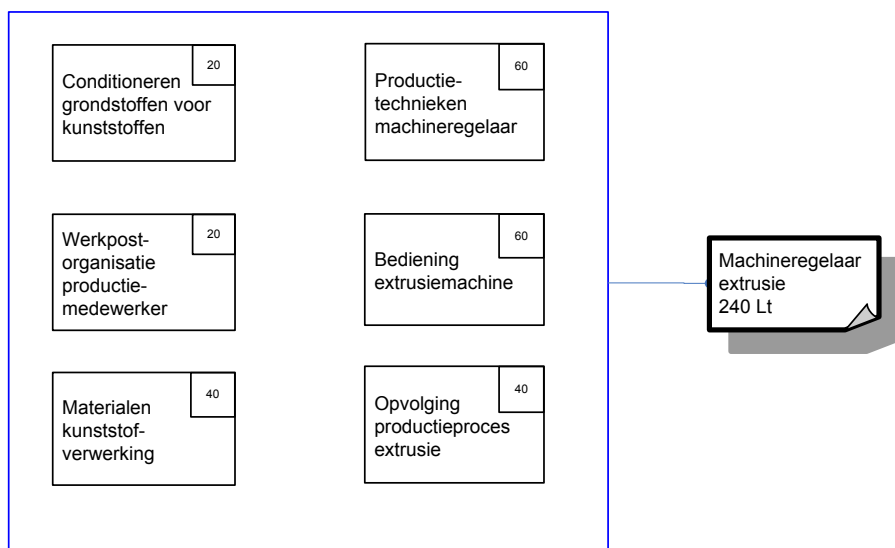 20
Conditioneren
grondstoffen voor
kunststoffen
60
Productie-
technieken
machineregelaar
20
Werkpost-
organisatie
productie-
medewerker
60
Bediening
extrusiemachine
40
Materialen
kunststof-
verwerking
40
Opvolging
productieproces
extrusie
Machineregelaar
extrusie
240 Lt